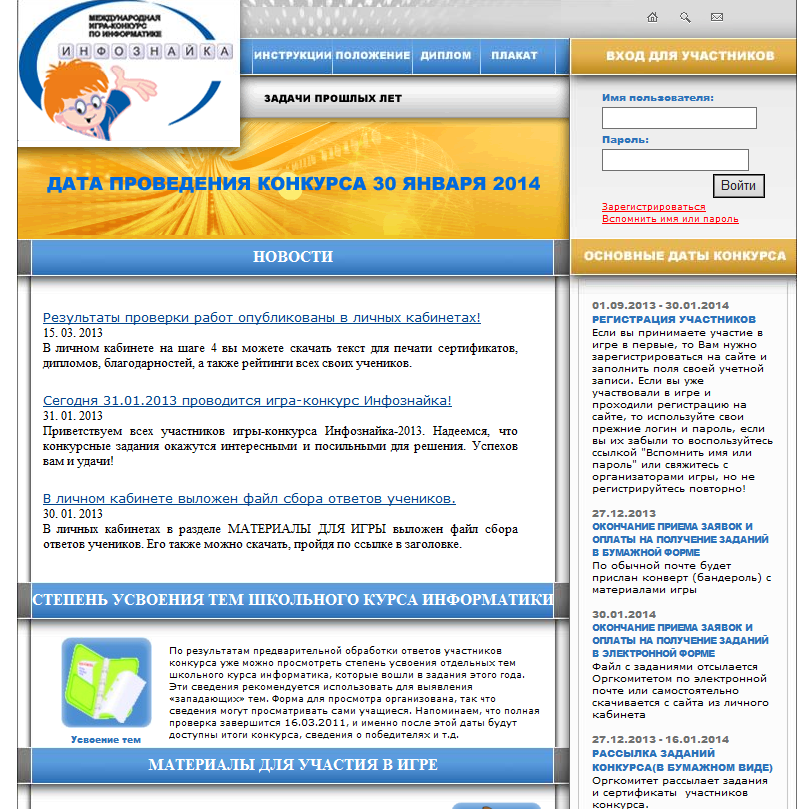 МЕЖДУНАРОДНАЯ
ИГРА-КОНКУРС
ПО ИНФОРМАТИКЕ
ИНФОЗНАЙКА
ИНСТРУКЦИИ ПОЛОЖЕНИЕ ДИПЛОМ ПЛАКАТ
ЗАДАЧИ ПРОШЛЫХ ЛЕТ
ДАТА ПРОВЕДЕНИЯ КОНКУРСА 30 ЯНВАРЯ 2014
ВХОД ДЛЯ УЧАСТНИКОВ
Имя пользователя:
Пароль:
Войти
Зарегистрироваться
Вспомнить имя или пароль
НОВОСТИ
Результаты проверки работ опубликованы в личных кабинетах!
15. 03. 2013
В личном кабинете на шаге 4 вы можете скачать текст для печати сертификатов,
дипломов, благодарностей, а также рейтинги всех своих учеников.
Сегодня 31.01.2013 проводится игра-конкурс Инфознайка!
31. 01. 2013
Приветствуем всех участников игры-конкурса Инфознайка-2013. Надеемся, что
конкурсные задания окажутся интересными и посильными для решения. Успехов
вам и удачи!
В личном кабинете выложен файл сбора ответов учеников.
30. 01. 2013
В личных кабинетах в разделе МАТЕРИАЛЫ ДЛЯ ИГРЫ выложен файл сбора
ответов учеников. Его также можно скачать, пройдя по ссылке в заголовке.
СТЕПЕНЬ УСВОЕНИЯ ТЕМ ШКОЛЬНОГО КУРСА ИНФОРМАТИКИ
Усвоение тем
По результатам предварительной обработки ответов участников
конкурса уже можно просмотреть степень усвоения отдельных тем
школьного курса информатика, которые вошли в задания этого года.
Эти сведения рекомендуется использовать для выявления
«западающих» тем. Форма для просмотра организована, так что
сведения могут просматривать сами учащиеся. Напоминаем, что полная
проверка завершится 16.03.2011, и именно после этой даты будут
доступны итоги конкурса, сведения о победителях и т.д.
МАТЕРИАЛЫ ДЛЯ УЧАСТИЯ В ИГРЕ
ОСНОВНЫЕ ДАТЫ КОНКУРСА
01.09.2013 - 30.01.2014
РЕГИСТРАЦИЯ УЧАСТНИКОВ
Если вы принимаете участие в
игре в первые, то Вам нужно
зарегистрироваться на сайте и
заполнить поля своей учетной
записи. Если вы уже
участвовали в игре и
проходили регистрацию на
сайте, то используйте свои
прежние логин и пароль, если
вы их забыли то воспользуйтесь
ссылкой "Вспомнить имя или
пароль" или свяжитесь с
организаторами игры, но не
регистрируйтесь повторно!
27.12.2013
ОКОНЧАНИЕ ПРИЕМА ЗАЯВОК И
ОПЛАТЫ НА ПОЛУЧЕНИЕ ЗАДАНИЙ
В БУМАЖНОЙ ФОРМЕ
По обычной почте будет
прислан конверт (бандероль) с
материалами игры
30.01.2014
ОКОНЧАНИЕ ПРИЕМА ЗАЯВОК И
ОПЛАТЫ НА ПОЛУЧЕНИЕ ЗАДАНИЙ
В ЭЛЕКТРОННОЙ ФОРМЕ
Файл с заданиями отсылается
Оргкомитетом по электронной
почте или самостоятельно
скачивается с сайта из личного
кабинета
27.12.2013 - 16.01.2014
РАССЫЛКА ЗАДАНИЙ
КОНКУРСА(В БУМАЖНОМ ВИДЕ)
Оргкомитет рассылает задания
и сертификаты участников
конкурса.